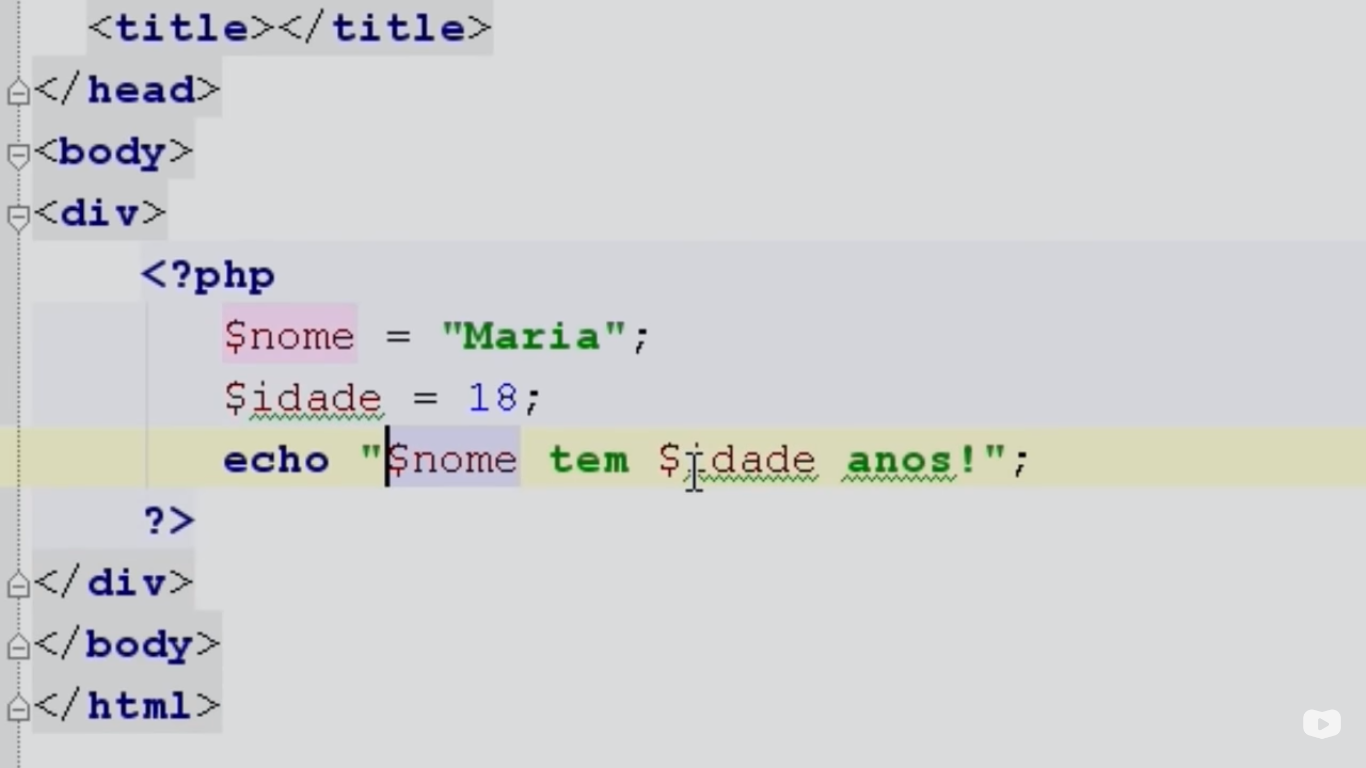 <title></title>
</head>
<body>
<div>
<?php
$nome = "Maria";
$idade = 18;
echo "$nome tem $idade anos!";
?>
</div>
</body>
</html>